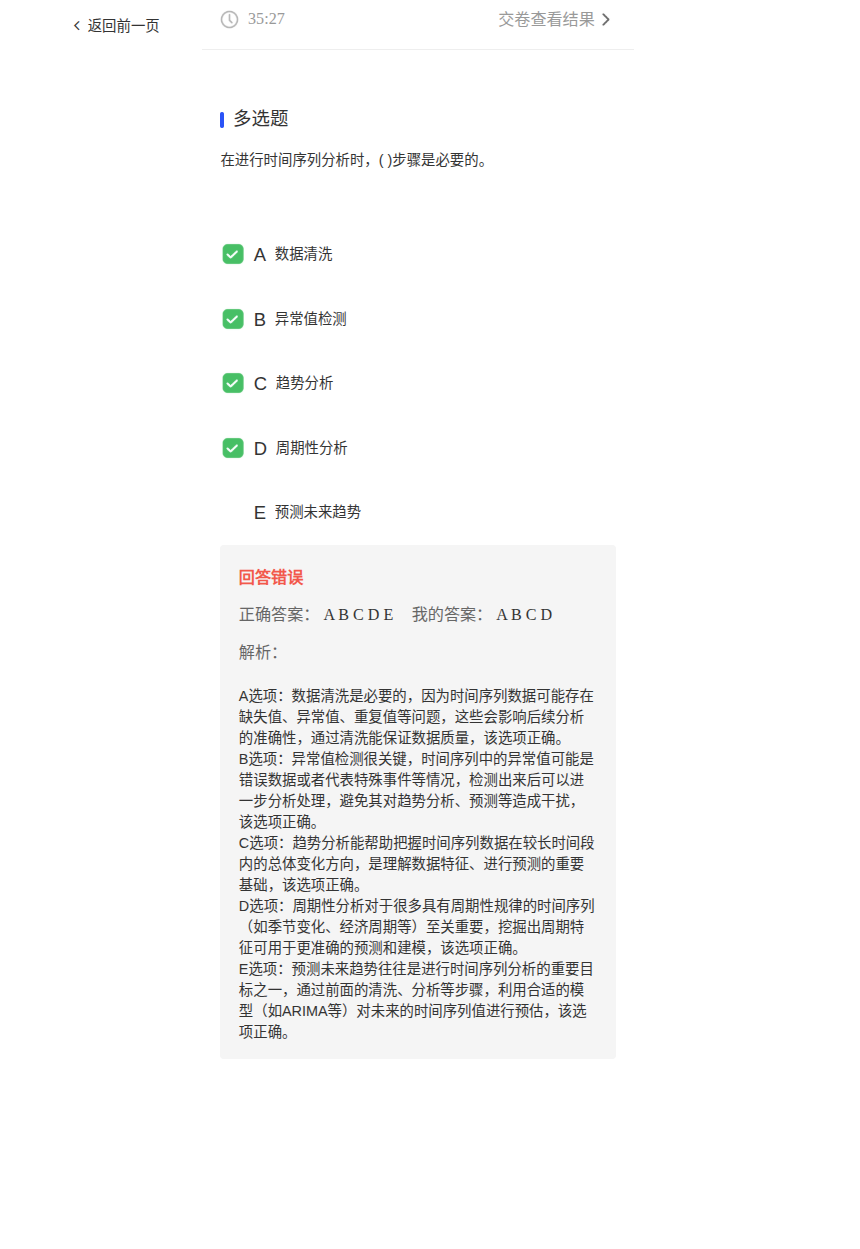 返回前一页
35:27
交卷查看结果
多选题
在进行时间序列分析时，( )步骤是必要的。
A 数据清洗
B 异常值检测
C 趋势分析
D 周期性分析
E 预测未来趋势
回答错误
正确答案： A B C D E 我的答案： A B C D
解析：
A选项：数据清洗是必要的，因为时间序列数据可能存在
缺失值、异常值、重复值等问题，这些会影响后续分析
的准确性，通过清洗能保证数据质量，该选项正确。
B选项：异常值检测很关键，时间序列中的异常值可能是
错误数据或者代表特殊事件等情况，检测出来后可以进
一步分析处理，避免其对趋势分析、预测等造成干扰，
该选项正确。
C选项：趋势分析能帮助把握时间序列数据在较长时间段
内的总体变化方向，是理解数据特征、进行预测的重要
基础，该选项正确。
D选项：周期性分析对于很多具有周期性规律的时间序列
（如季节变化、经济周期等）至关重要，挖掘出周期特
征可用于更准确的预测和建模，该选项正确。
E选项：预测未来趋势往往是进行时间序列分析的重要目
标之一，通过前面的清洗、分析等步骤，利用合适的模
型（如ARIMA等）对未来的时间序列值进行预估，该选
项正确。